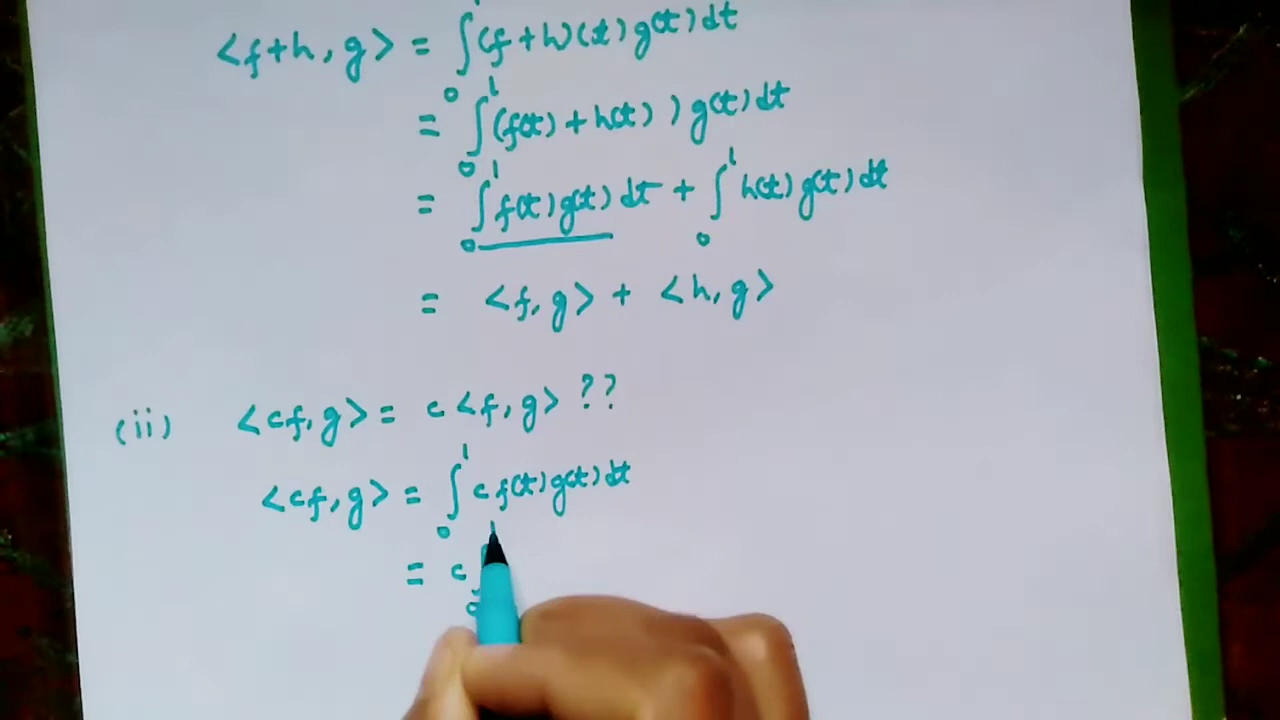 <f+h, g> = ∫₀¹ (f+h)(t) g(t) dt
= ∫₀¹ (f(t) + h(t)) g(t) dt
= ∫₀¹ f(t) g(t) dt + ∫₀¹ h(t) g(t) dt
= <f, g> + <h, g>
(ii) <cf, g> = c <f, g> ??
<cf, g> = ∫₀¹ c f(t) g(t) dt
= c